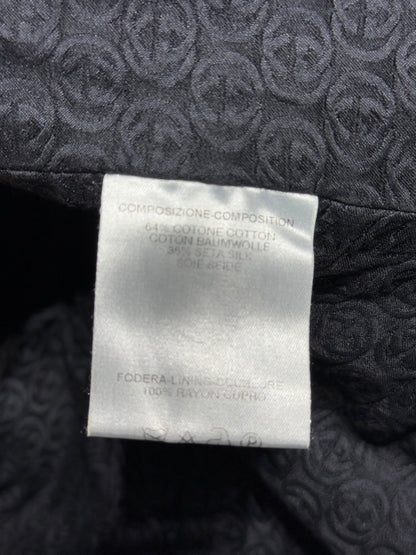 COMPOSIZIONE-COMPOSITION
64% COTONE COTTON
COTON BAUMWOLLE
36% SETA SILK
SOIE SEIDE
FODERA-LINING-DOUBLURE
100% RAYON CUPRO